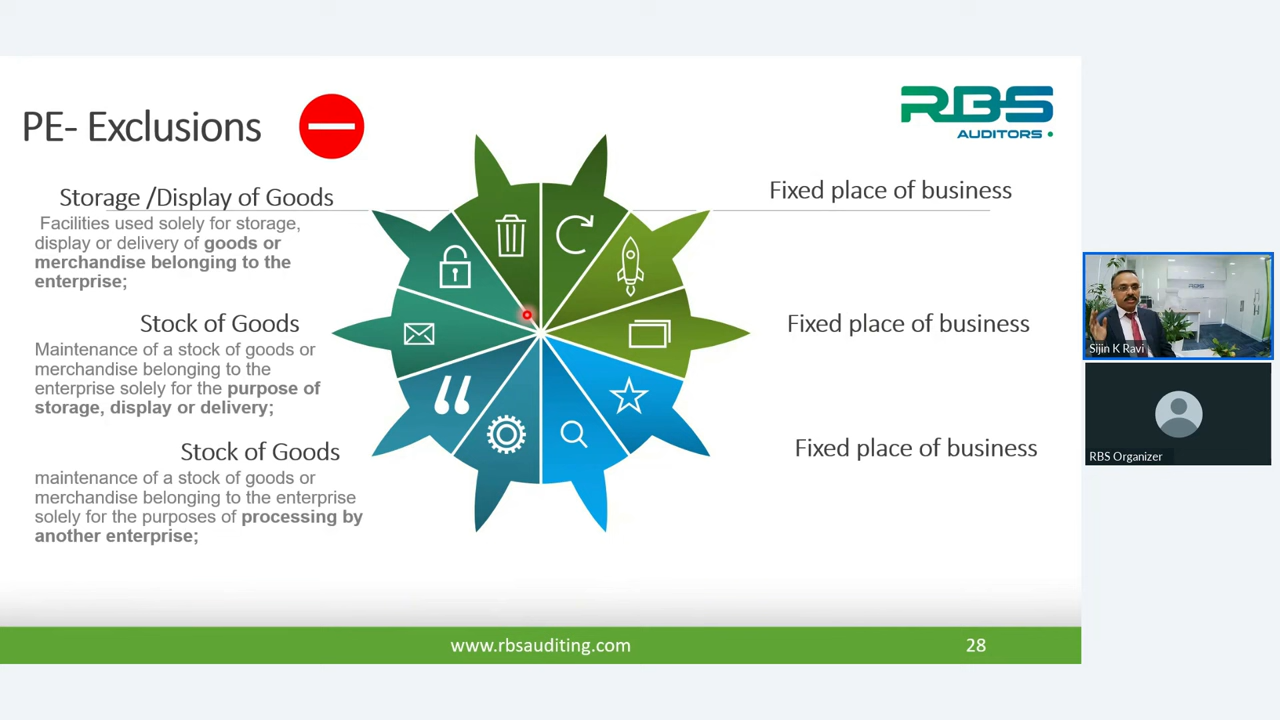 PE- Exclusions
RBS
AUDITORS
Storage /Display of Goods
Facilities used solely for storage,
display or delivery of goods or
merchandise belonging to the
enterprise;
Stock of Goods
Maintenance of a stock of goods or
merchandise belonging to the
enterprise solely for the purpose of
storage, display or delivery;
Stock of Goods
maintenance of a stock of goods or
merchandise belonging to the enterprise
solely for the purposes of processing by
another enterprise;
Fixed place of business
Fixed place of business
Fixed place of business
www.rbsauditing.com
28
RBS
Sijin K Ravi
RBS Organizer